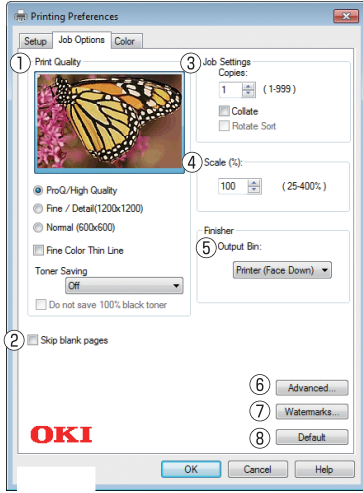 Printing Preferences
Setup Job Options Color
1 Print Quality
ProQ/High Quality
Fine / Detail(1200x1200)
Normal (600x600)
Fine Color Thin Line
Toner Saving
Off
Do not save 100% black toner
2 Skip blank pages
3 Job Settings
Copies:
1 (1-999)
Collate
Rotate Sort
4 Scale (%):
100 (25-400%)
Finisher
5 Output Bin:
Printer (Face Down)
6 Advanced...
7 Watermarks...
8 Default
OKI
OK Cancel Help